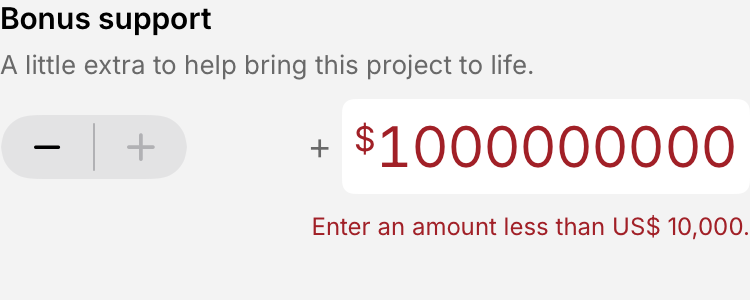 Bonus support
A little extra to help bring this project to life.
− + + $1000000000
Enter an amount less than US$ 10,000.